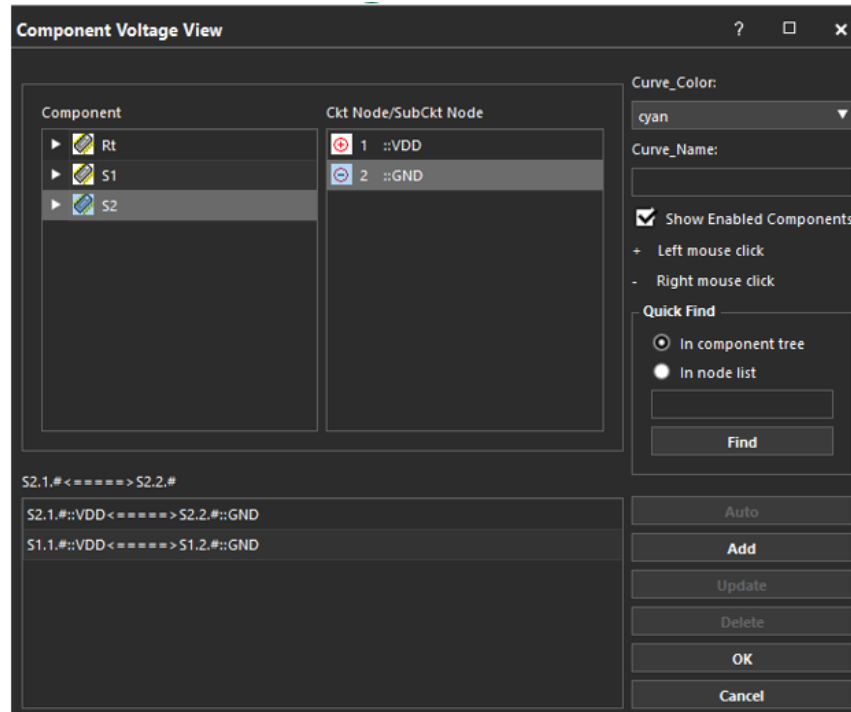 Component Voltage View
Component
Ckt Node/SubCkt Node
Rt
S1
S2
1 ::VDD
2 ::GND
Curve_Color:
cyan
Curve_Name:
Show Enabled Components
+ Left mouse click
- Right mouse click
Quick Find
In component tree
In node list
Find
S2.1.#<=====>S2.2.#
S2.1.#::VDD<=====>S2.2.#::GND
S1.1.#::VDD<=====>S1.2.#::GND
Auto
Add
Update
Delete
OK
Cancel